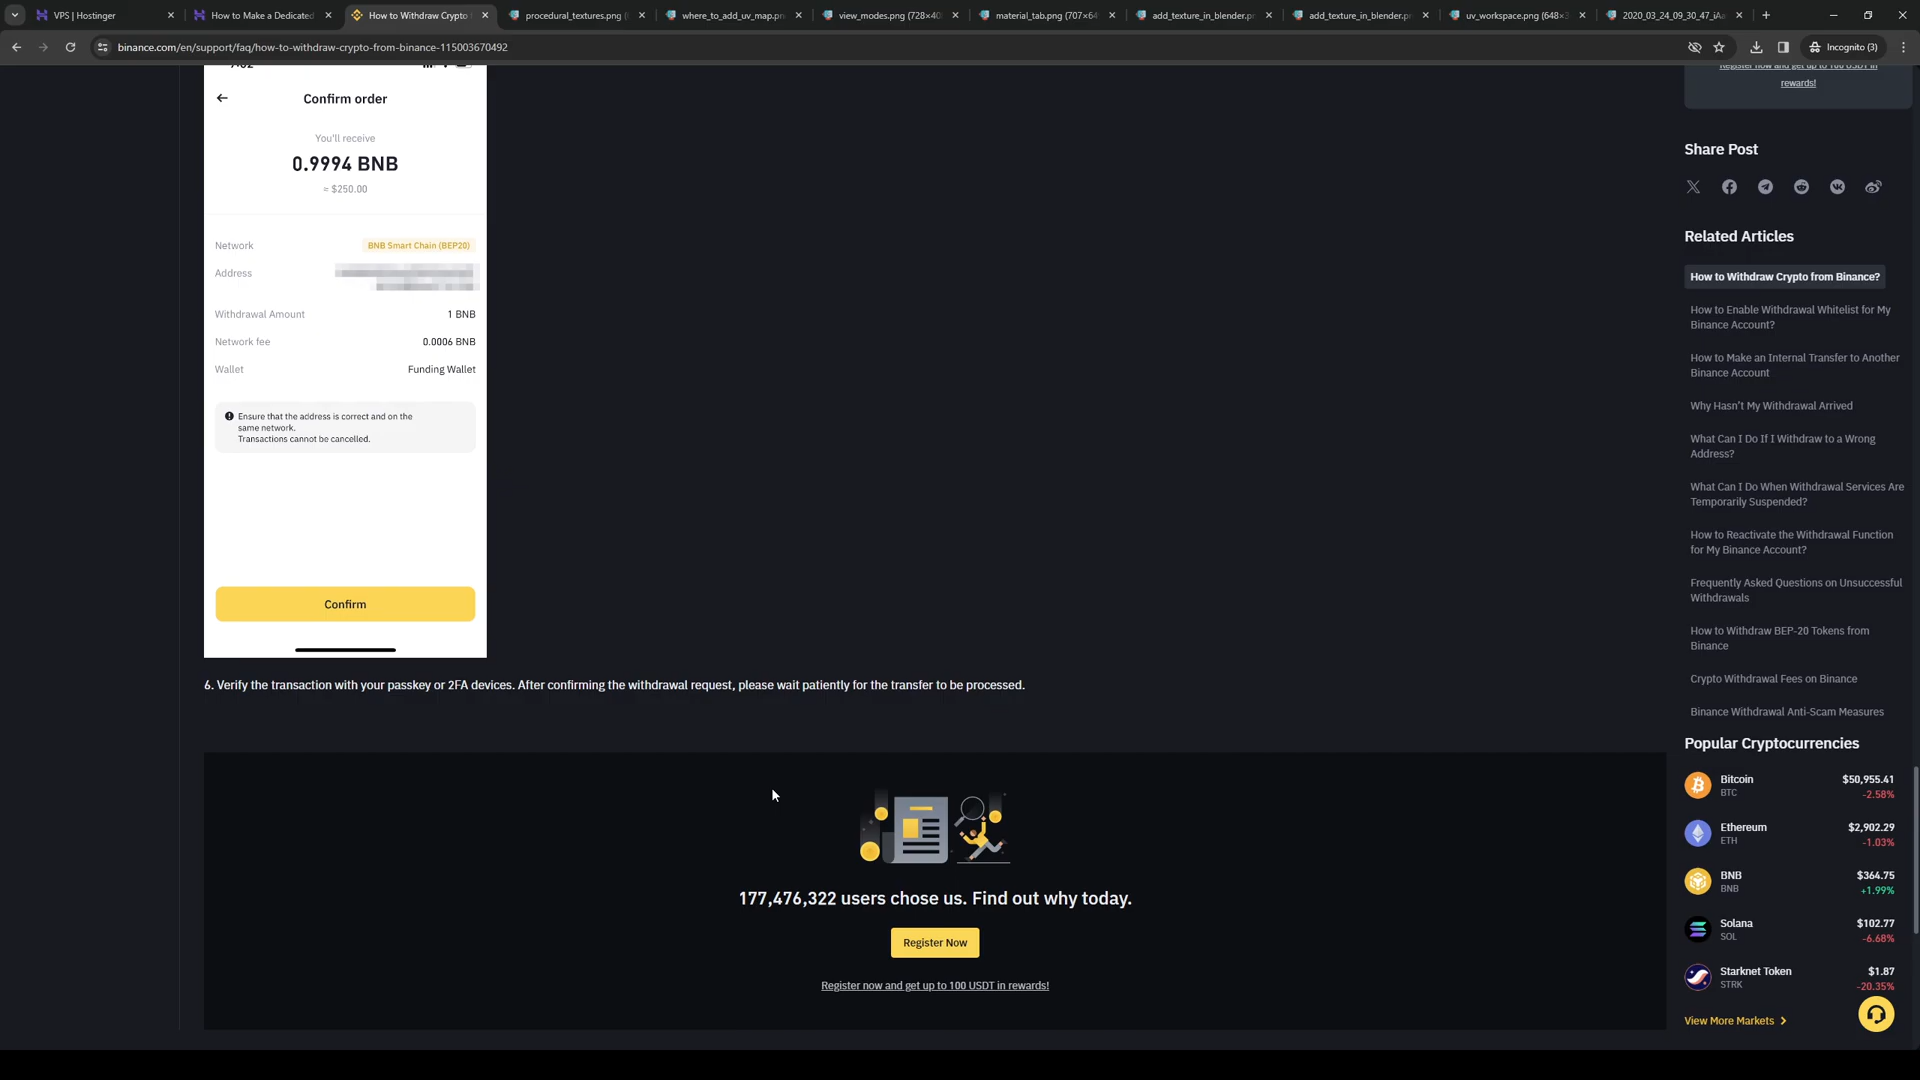 VPS | Hostinger
How to Make a Dedicated
How to Withdraw Crypto
procedural_textures.png (
where_to_add_uv_map.pn
view_modes.png (728×40
material_tab.png (707×64
add_texture_in_blender.pn
add_texture_in_blender.pn
uv_workspace.png (648×3
2020_03_24_09_30_47_iAa
binance.com/en/support/faq/how-to-withdraw-crypto-from-binance-115003670492
Incognito (3)
Confirm order
You'll receive
0.9994 BNB
≈ $250.00
Network
BNB Smart Chain (BEP20)
Address
Withdrawal Amount
1 BNB
Network fee
0.0006 BNB
Wallet
Funding Wallet
Ensure that the address is correct and on the
same network.
Transactions cannot be cancelled.
Confirm
6. Verify the transaction with your passkey or 2FA devices. After confirming the withdrawal request, please wait patiently for the transfer to be processed.
177,476,322 users chose us. Find out why today.
Register Now
Register now and get up to 100 USDT in rewards!
Register now and get up to 100 USDT in
rewards!
Share Post
Related Articles
How to Withdraw Crypto from Binance?
How to Enable Withdrawal Whitelist for My
Binance Account?
How to Make an Internal Transfer to Another
Binance Account
Why Hasn't My Withdrawal Arrived
What Can I Do If I Withdraw to a Wrong
Address?
What Can I Do When Withdrawal Services Are
Temporarily Suspended?
How to Reactivate the Withdrawal Function
for My Binance Account?
Frequently Asked Questions on Unsuccessful
Withdrawals
How to Withdraw BEP-20 Tokens from
Binance
Crypto Withdrawal Fees on Binance
Binance Withdrawal Anti-Scam Measures
Popular Cryptocurrencies
Bitcoin
$50,955.41
BTC
-2.58%
Ethereum
$2,902.29
ETH
-1.03%
BNB
$364.75
BNB
+1.99%
Solana
$102.77
SOL
-6.68%
Starknet Token
$1.87
STRK
-20.35%
View More Markets